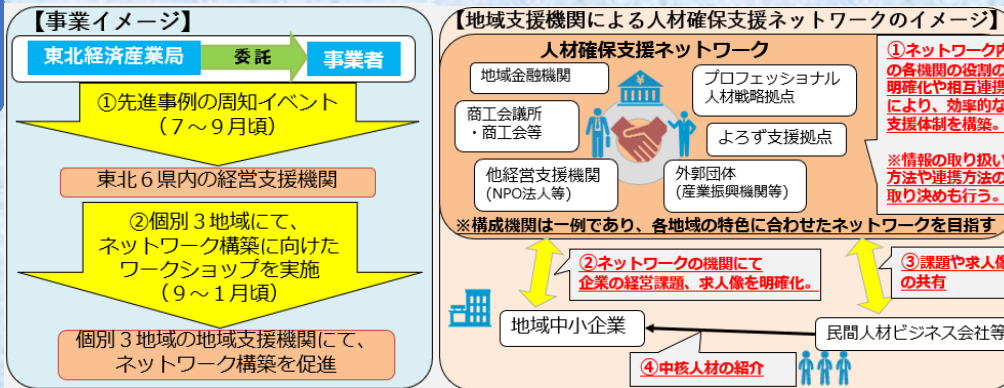 【事業イメージ】
東北経済産業局
委託
事業者
①先進事例の周知イベント
（７～９月頃）
東北６県内の経営支援機関
②個別３地域にて、
ネットワーク構築に向けた
ワークショップを実施
（９～１月頃）
個別３地域の地域支援機関にて、
ネットワーク構築を促進
【地域支援機関による人材確保支援ネットワークのイメージ】
人材確保支援ネットワーク
地域金融機関
商工会議所
・商工会等
他経営支援機関
(NPO法人等)
プロフェッショナル
人材戦略拠点
よろず支援拠点
外郭団体
(産業振興機関等)
①ネットワーク内
の各機関の役割の
明確化や相互連携
により、効率的な
支援体制を構築。
※情報の取り扱い
方法や連携方法の
取り決めも行う。
※構成機関は一例であり、各地域の特色に合わせたネットワークを目指す
②ネットワークの機関にて
企業の経営課題、求人像を明確化。
③課題や求人像
の共有
地域中小企業
民間人材ビジネス会社等
④中核人材の紹介